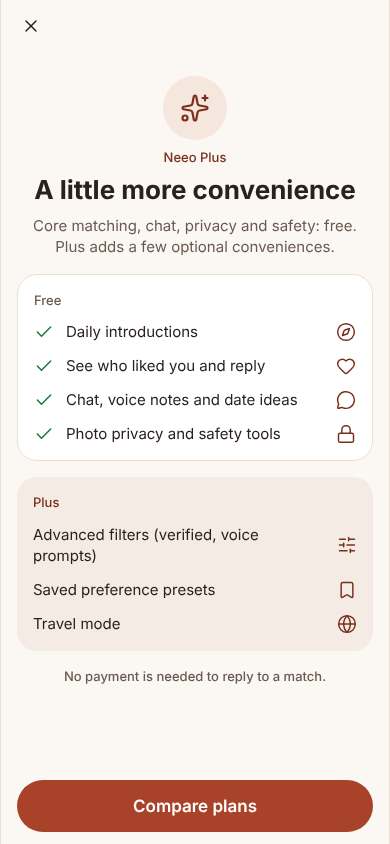 Neeo Plus
A little more convenience
Core matching, chat, privacy and safety: free.
Plus adds a few optional conveniences.
Free
Daily introductions
See who liked you and reply
Chat, voice notes and date ideas
Photo privacy and safety tools
Plus
Advanced filters (verified, voice
prompts)
Saved preference presets
Travel mode
No payment is needed to reply to a match.
Compare plans